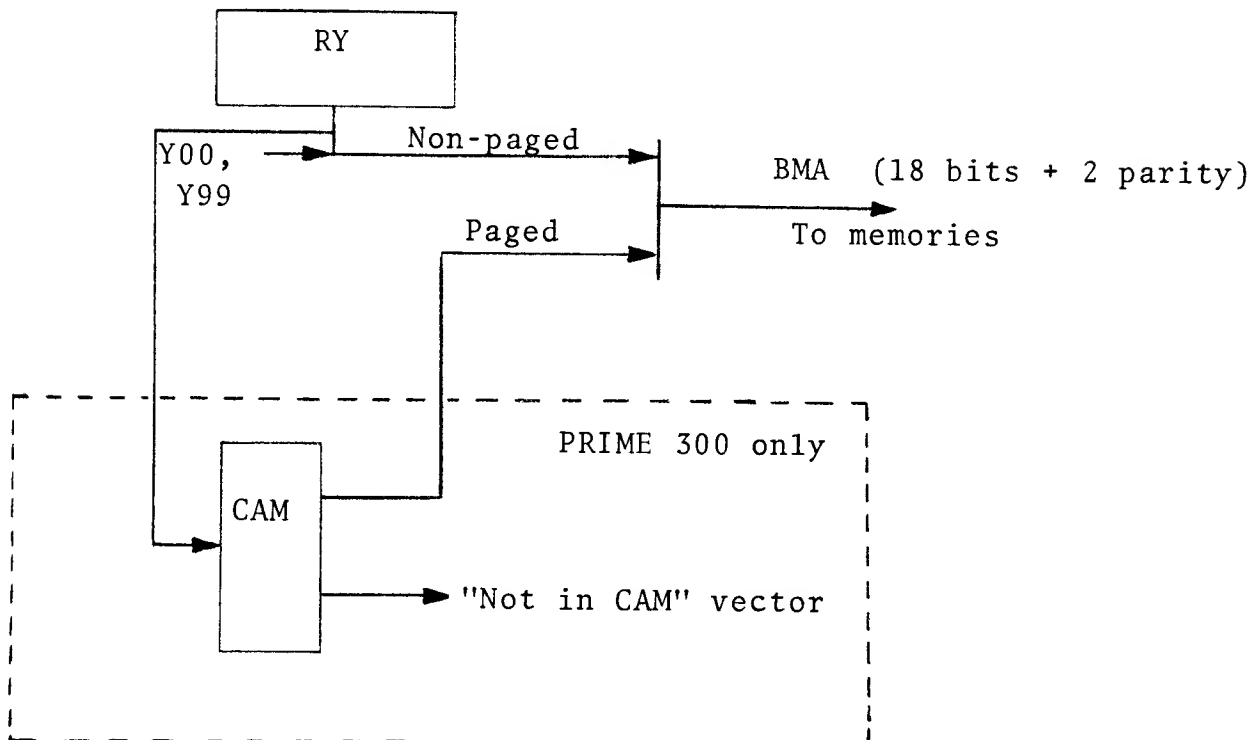 RY
Non-paged
Y00,
Y99
BMA (18 bits + 2 parity)
Paged
To memories
PRIME 300 only
CAM
"Not in CAM" vector